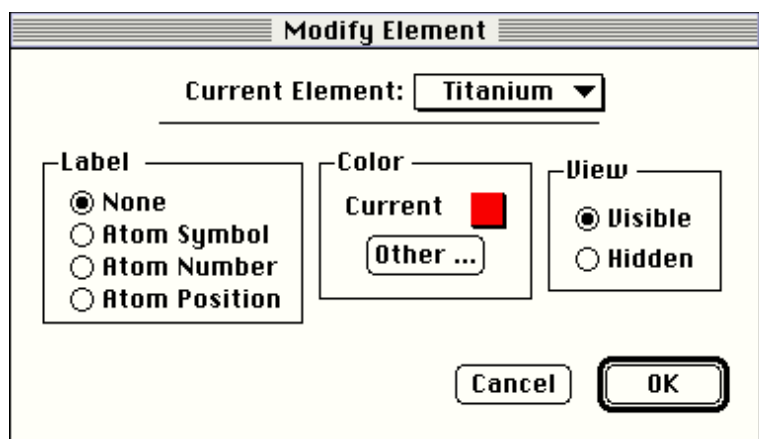 Modify Element
Current Element: Titanium
Label
None
Atom Symbol
Atom Number
Atom Position
Color
Current
Other ...
View
Visible
Hidden
Cancel
OK